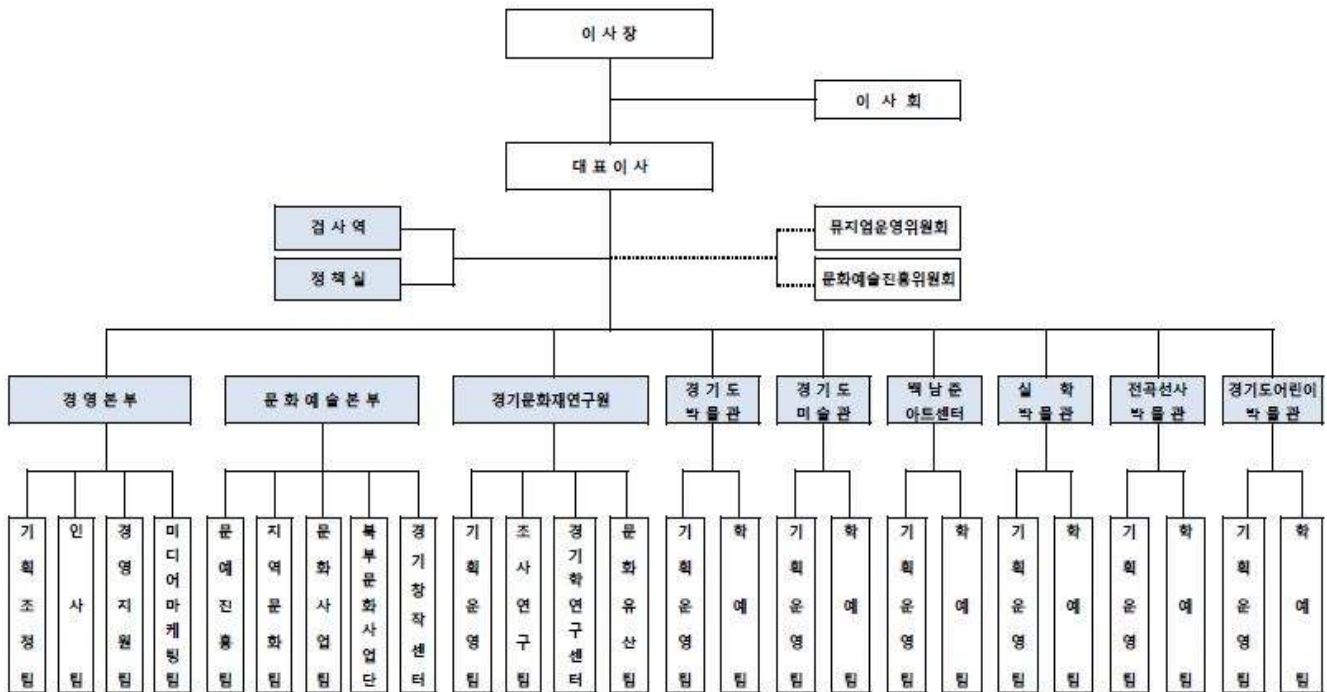 이 사 장
이 사 회
대 표 이 사
검 사 역
뮤지엄운영위원회
정 책 실
문화예술진흥위원회
경 영 본 부
문 화 예 술 본 부
경기문화재연구원
경 기 도
박 물 관
경 기 도
미 술 관
백 남 준
아트센터
실 학
박 물 관
전곡선사
박 물 관
경기도어린이
박 물 관
기획조정팀
인사팀
경영지원팀
미디어마케팅팀
문예진흥팀
지역문화팀
문화사업팀
북부문화사업단
경기창작센터
기획운영팀
조사연구팀
경기학연구센터
문화유산팀
기획운영팀
학예팀
기획운영팀
학예팀
기획운영팀
학예팀
기획운영팀
학예팀
기획운영팀
학예팀
기획운영팀
학예팀